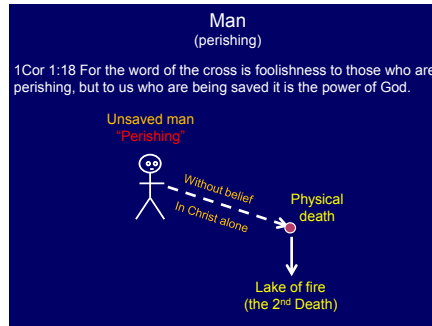 Man
(perishing)
1Cor 1:18 For the word of the cross is foolishness to those who are
perishing, but to us who are being saved it is the power of God.
Unsaved man
“Perishing”
Without belief
In Christ alone
Physical
death
Lake of fire
(the 2nd Death)